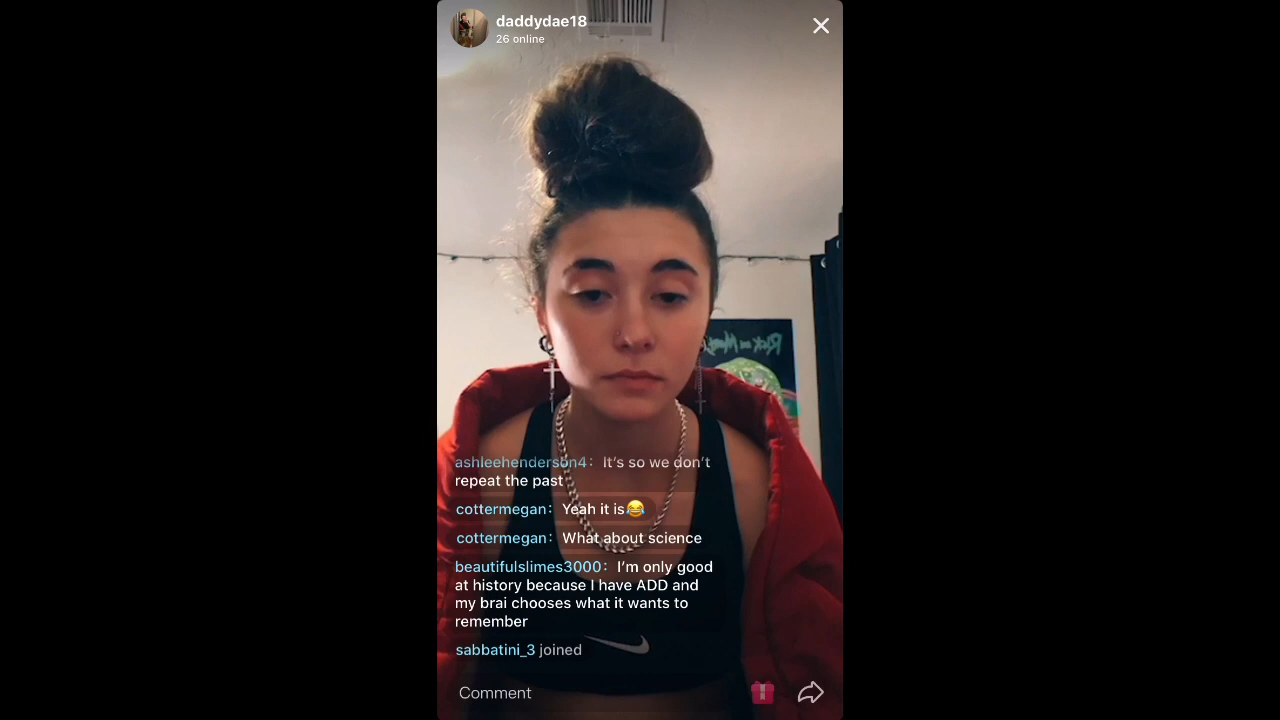 daddydae18
26 online
ashleehenderson4: It's so we don't
repeat the past
cottermegan: Yeah it is😂
cottermegan: What about science
beautifulslimes3000: I'm only good
at history because I have ADD and
my brai chooses what it wants to
remember
sabbatini_3 joined
Comment